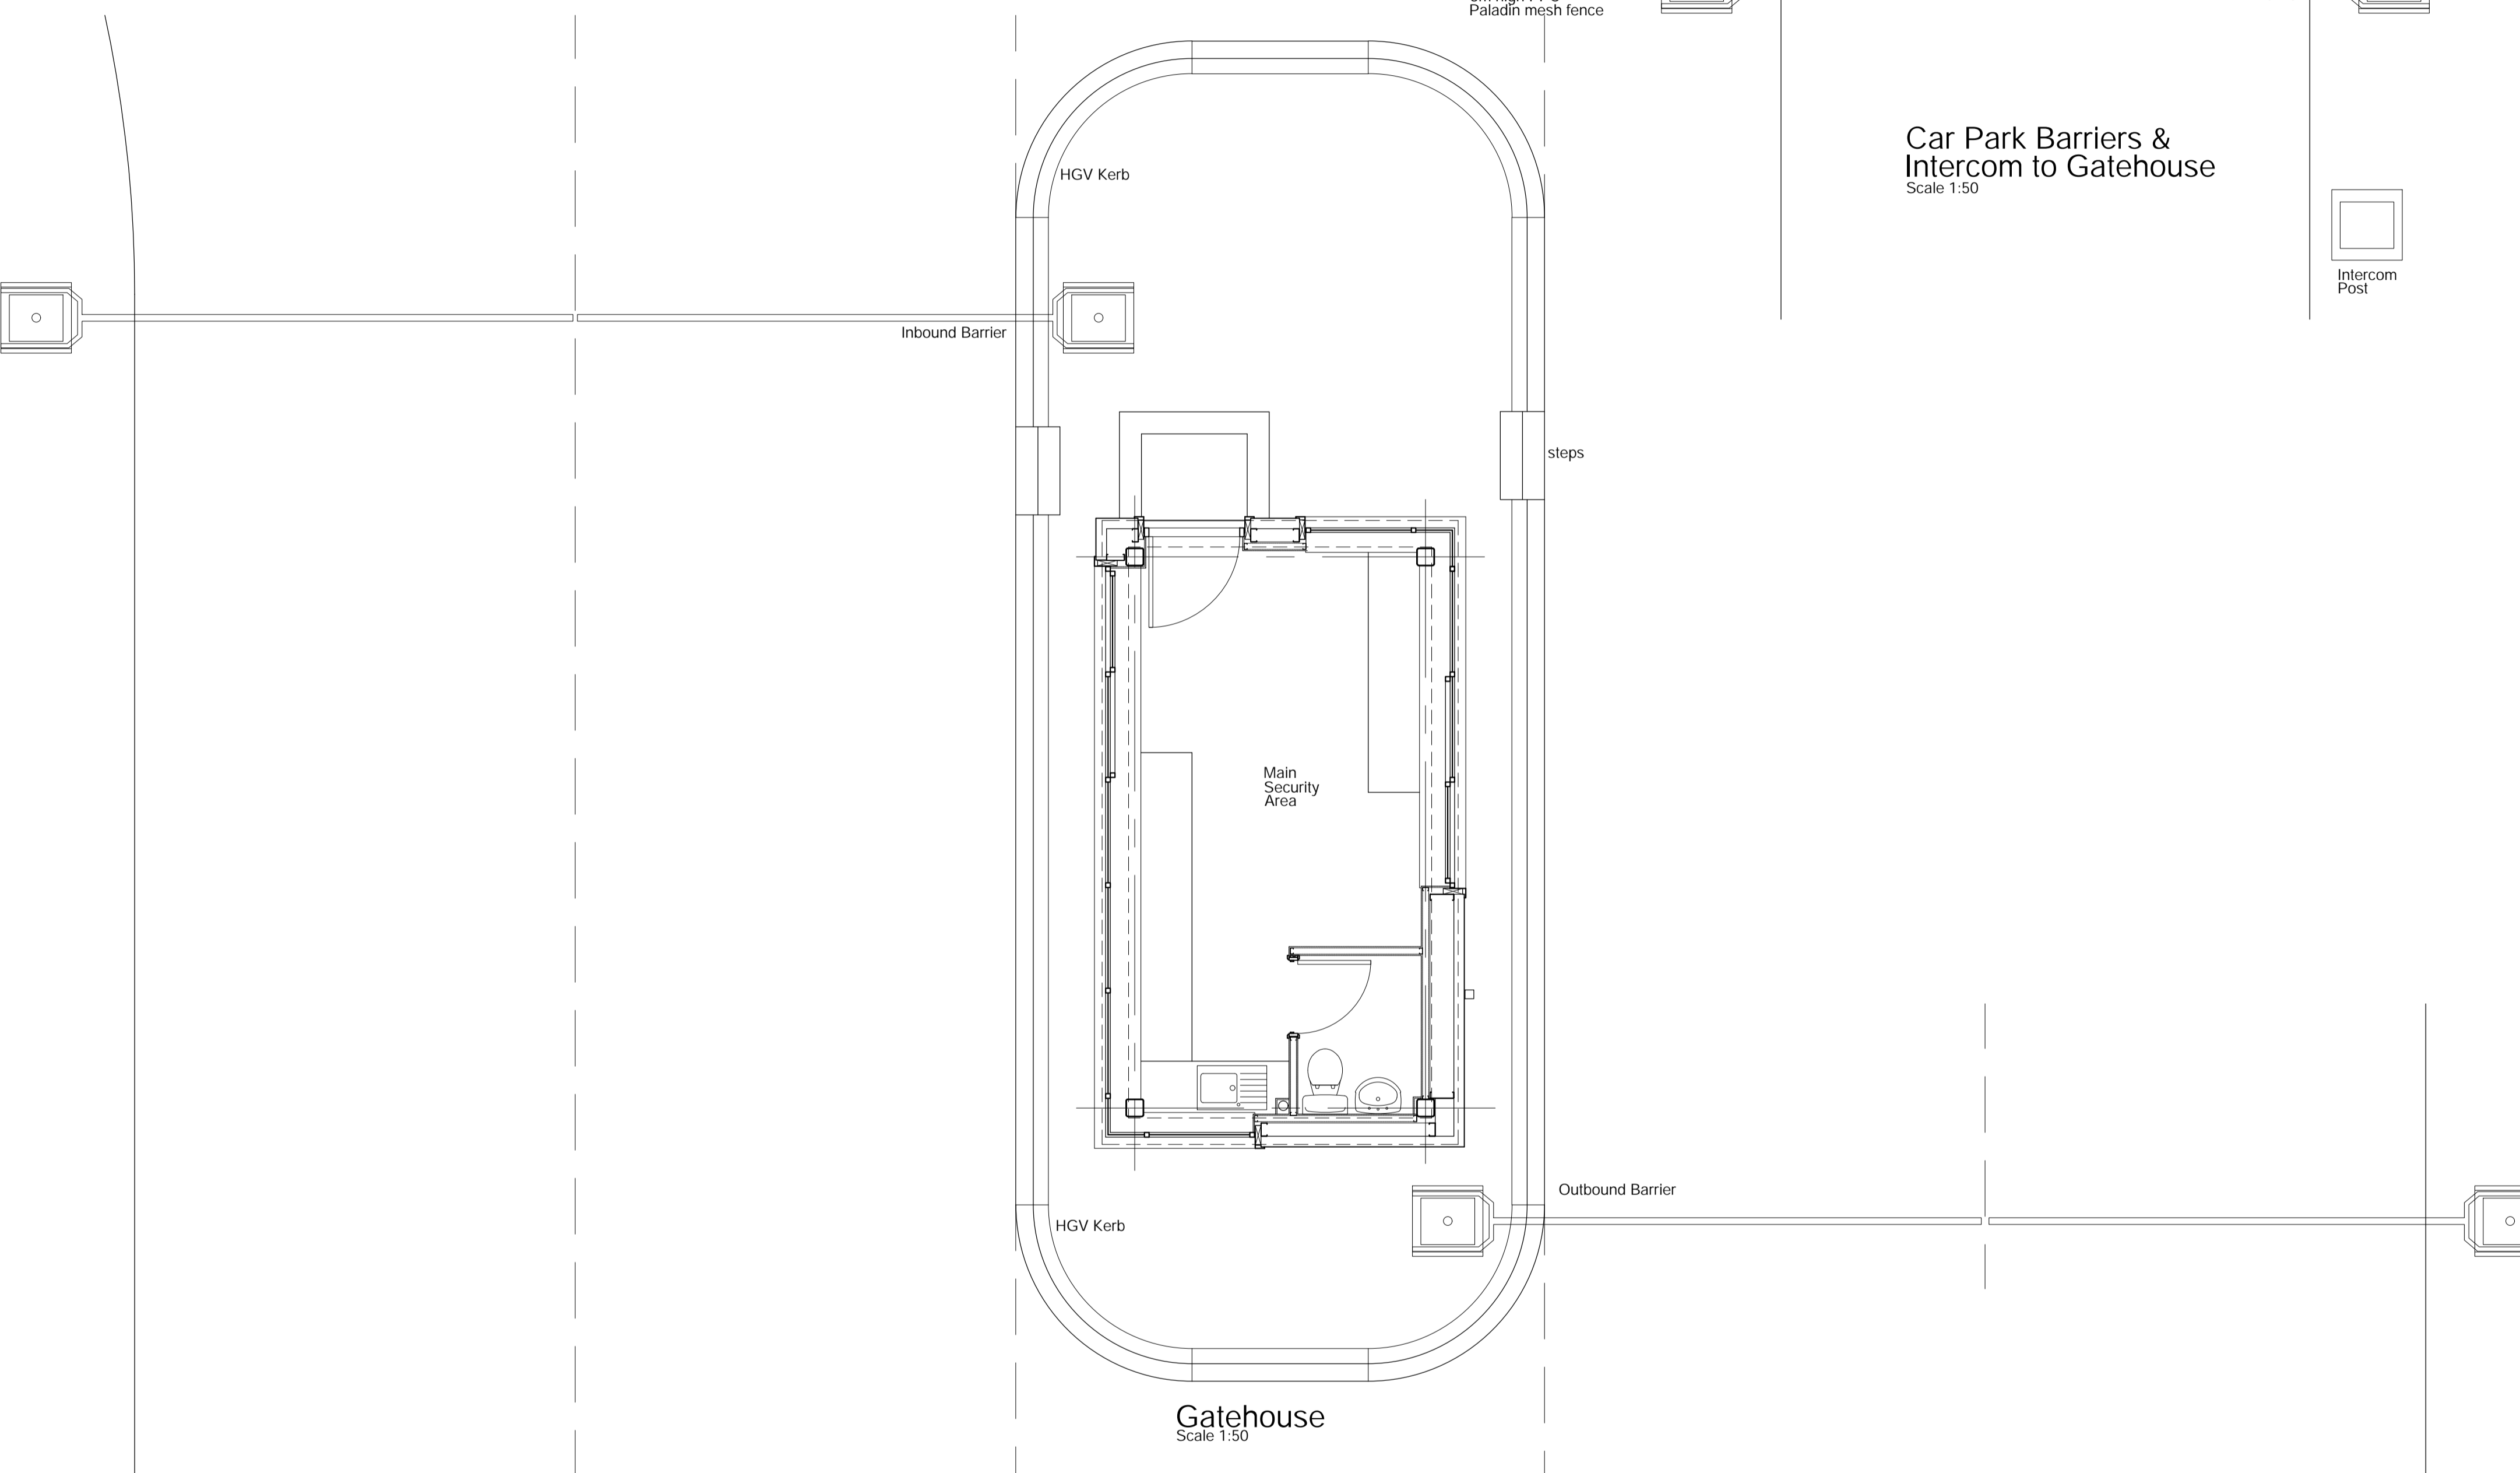 Paladin mesh fence
Car Park Barriers &
Intercom to Gatehouse
Scale 1:50
HGV Kerb
Intercom
Post
Inbound Barrier
steps
Main
Security
Area
Outbound Barrier
HGV Kerb
Gatehouse
Scale 1:50